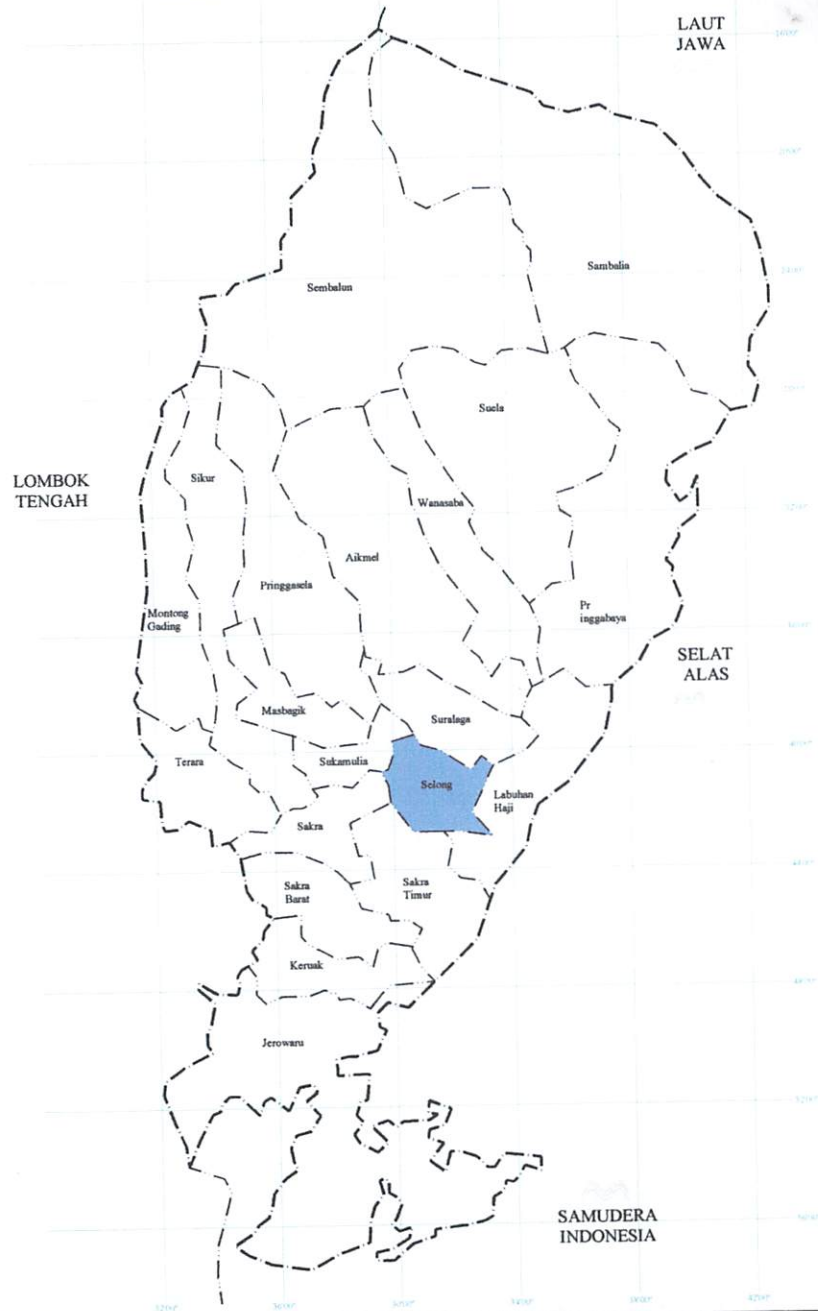 LAUT
JAWA
Sembalun
Sambalia
Suela
LOMBOK
TENGAH
Sikur
Wanasaba
Aikmel
Pringgasela
Montong
Gading
Pr
inggabaya
SELAT
ALAS
Masbagik
Suralaga
Terara
Sukamulia
Selong
Labuhan
Haji
Sakra
Sakra
Barat
Sakra
Timur
Keruak
Jerowaru
SAMUDERA
INDONESIA